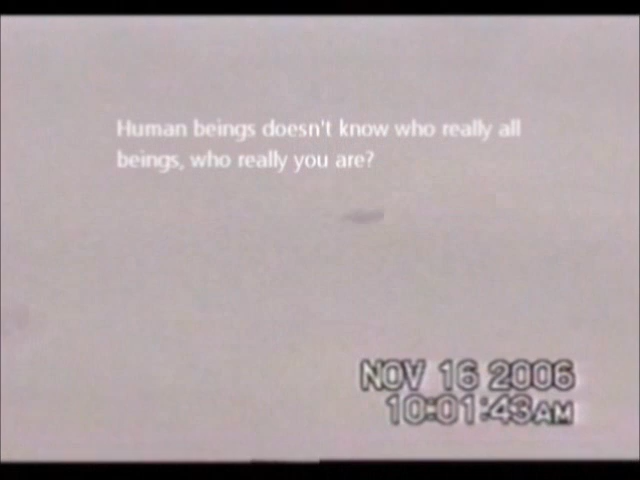 Human beings doesn't know who really all
beings, who really you are?
NOV 16 2006
10:01:43AM